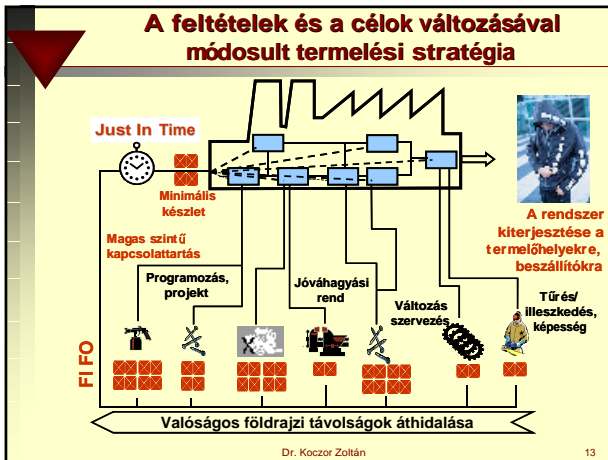 A feltételek és a célok változásával
módosult termelési stratégia
Just In Time
Minimális
készlet
A rendszer
kiterjesztése a
termelőhelyekre,
beszállítókra
Magas szintű
kapcsolattartás
Programozás,
projekt
Jóváhagyási
rend
Változás
szervezés
Tűrés/
illeszkedés,
képesség
FIFO
Valóságos földrajzi távolságok áthidalása
Dr. Koczor Zoltán
13